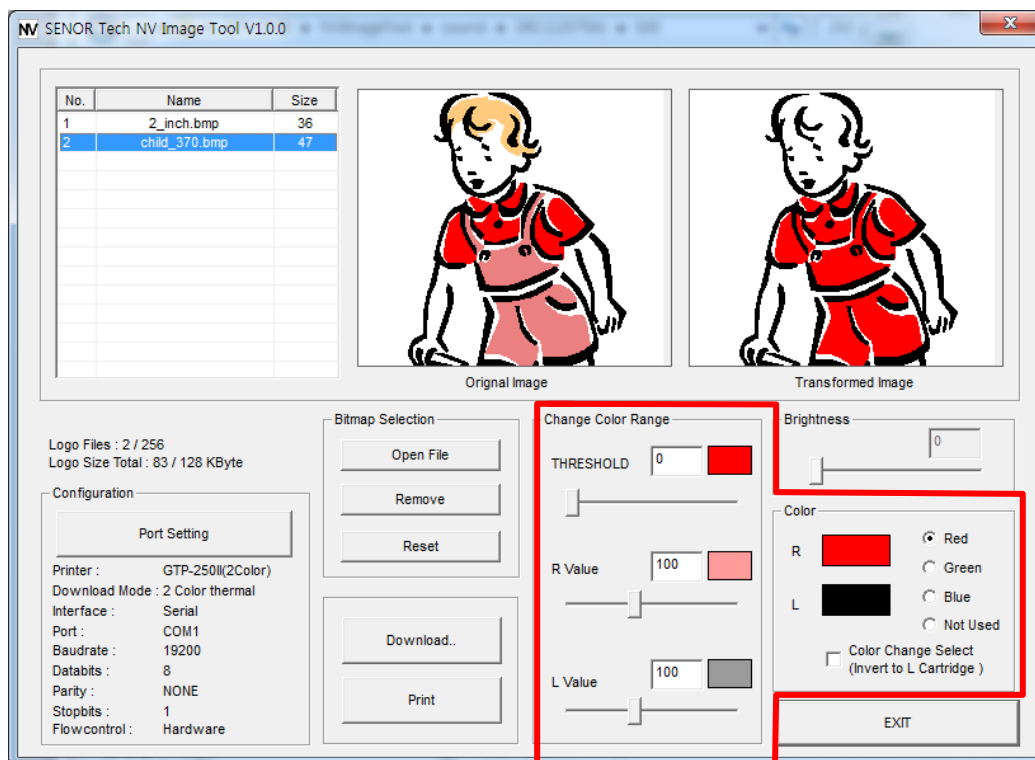 NV SENOR Tech NV Image Tool V1.0.0
No. Name Size
1 2_inch.bmp 36
2 child_370.bmp 47
Orignal Image
Transformed Image
Logo Files : 2 / 256
Logo Size Total : 83 / 128 KByte
Configuration
Port Setting
Printer : GTP-250II(2Color)
Download Mode : 2 Color thermal
Interface : Serial
Port : COM1
Baudrate : 19200
Databits : 8
Parity : NONE
Stopbits : 1
Flowcontrol : Hardware
Bitmap Selection
Open File
Remove
Reset
Download..
Print
Change Color Range
THRESHOLD 0
R Value 100
L Value 100
Brightness
0
Color
R
L
Red
Green
Blue
Not Used
Color Change Select
(Invert to L Cartridge )
EXIT